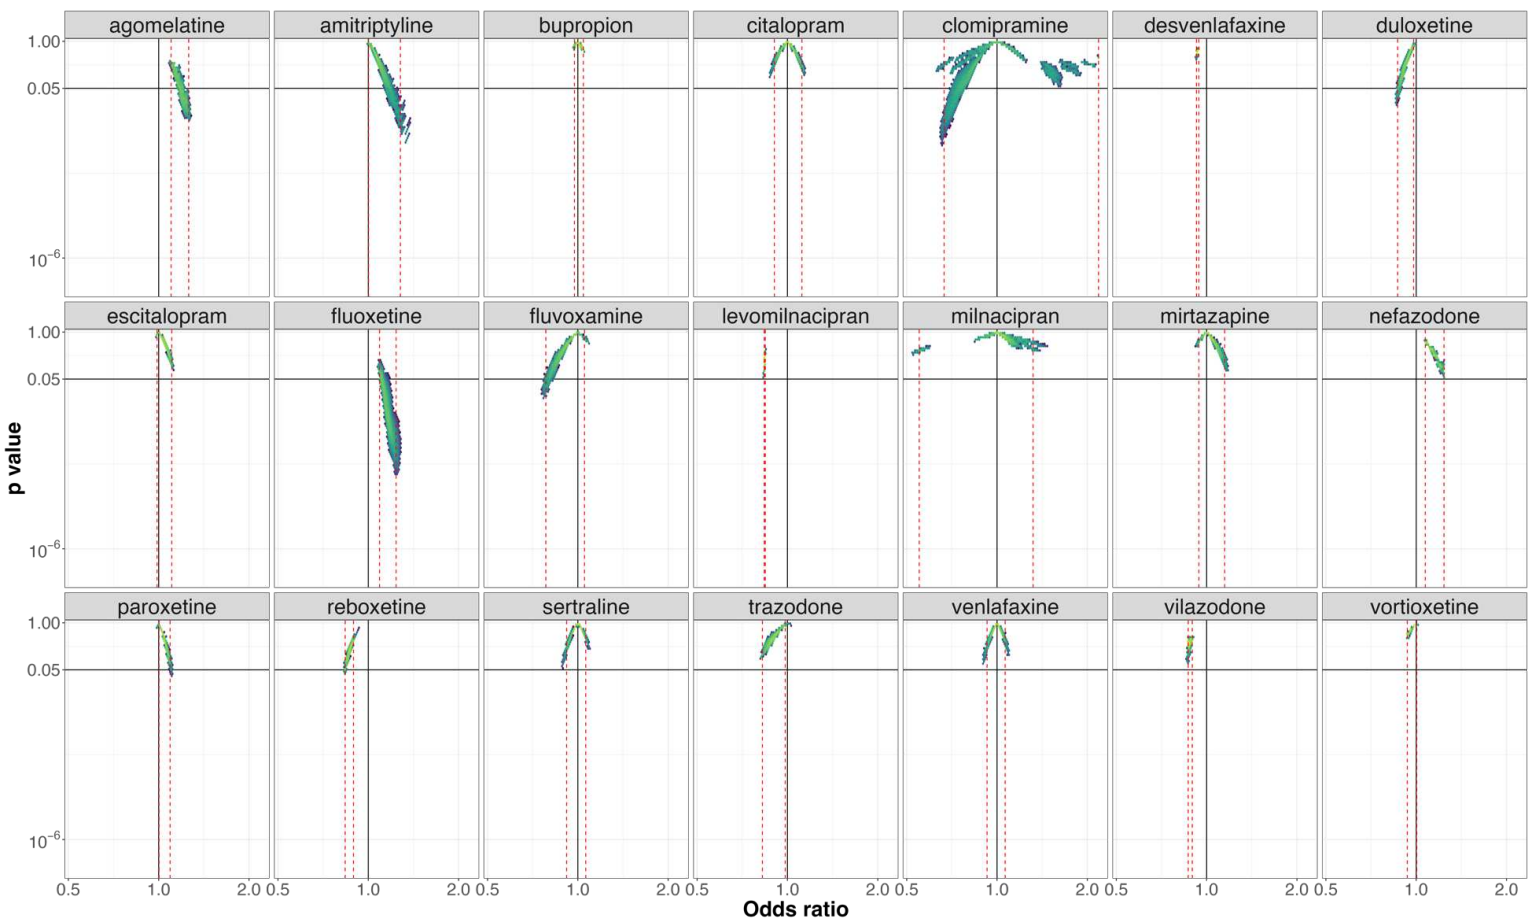 agomelatine amitriptyline bupropion citalopram clomipramine desvenlafaxine duloxetine
1.00
0.05
10⁻⁶
escitalopram fluoxetine fluvoxamine levomilnacipran milnacipran mirtazapine nefazodone
1.00
0.05
10⁻⁶
paroxetine reboxetine sertraline trazodone venlafaxine vilazodone vortioxetine
1.00
0.05
10⁻⁶
0.5 1.0 2.0 0.5 1.0 2.0 0.5 1.0 2.0 0.5 1.0 2.0 0.5 1.0 2.0 0.5 1.0 2.0 0.5 1.0 2.0
Odds ratio
p value